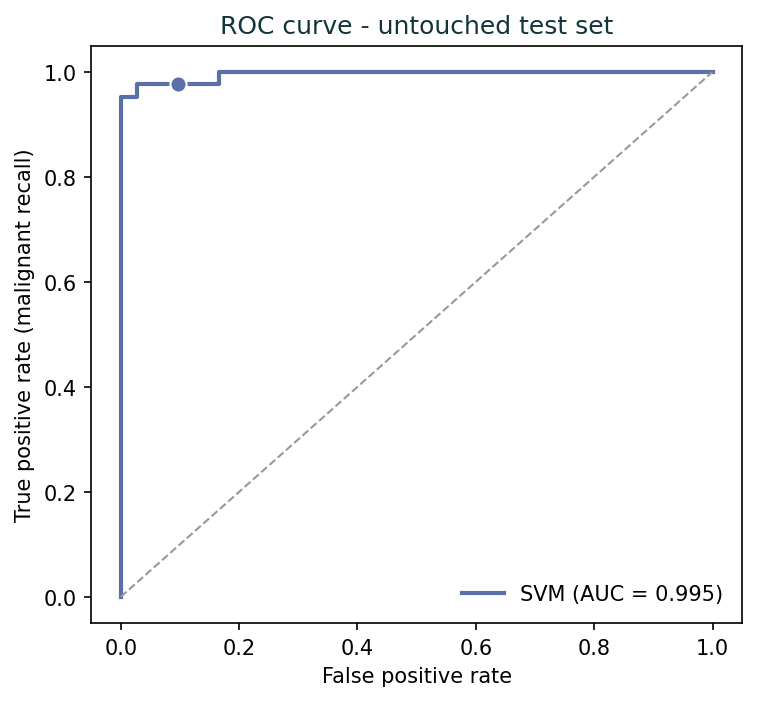 ROC curve - untouched test set
1.0
0.8
0.6
0.4
0.2
0.0
True positive rate (malignant recall)
SVM (AUC = 0.995)
0.0 0.2 0.4 0.6 0.8 1.0
False positive rate